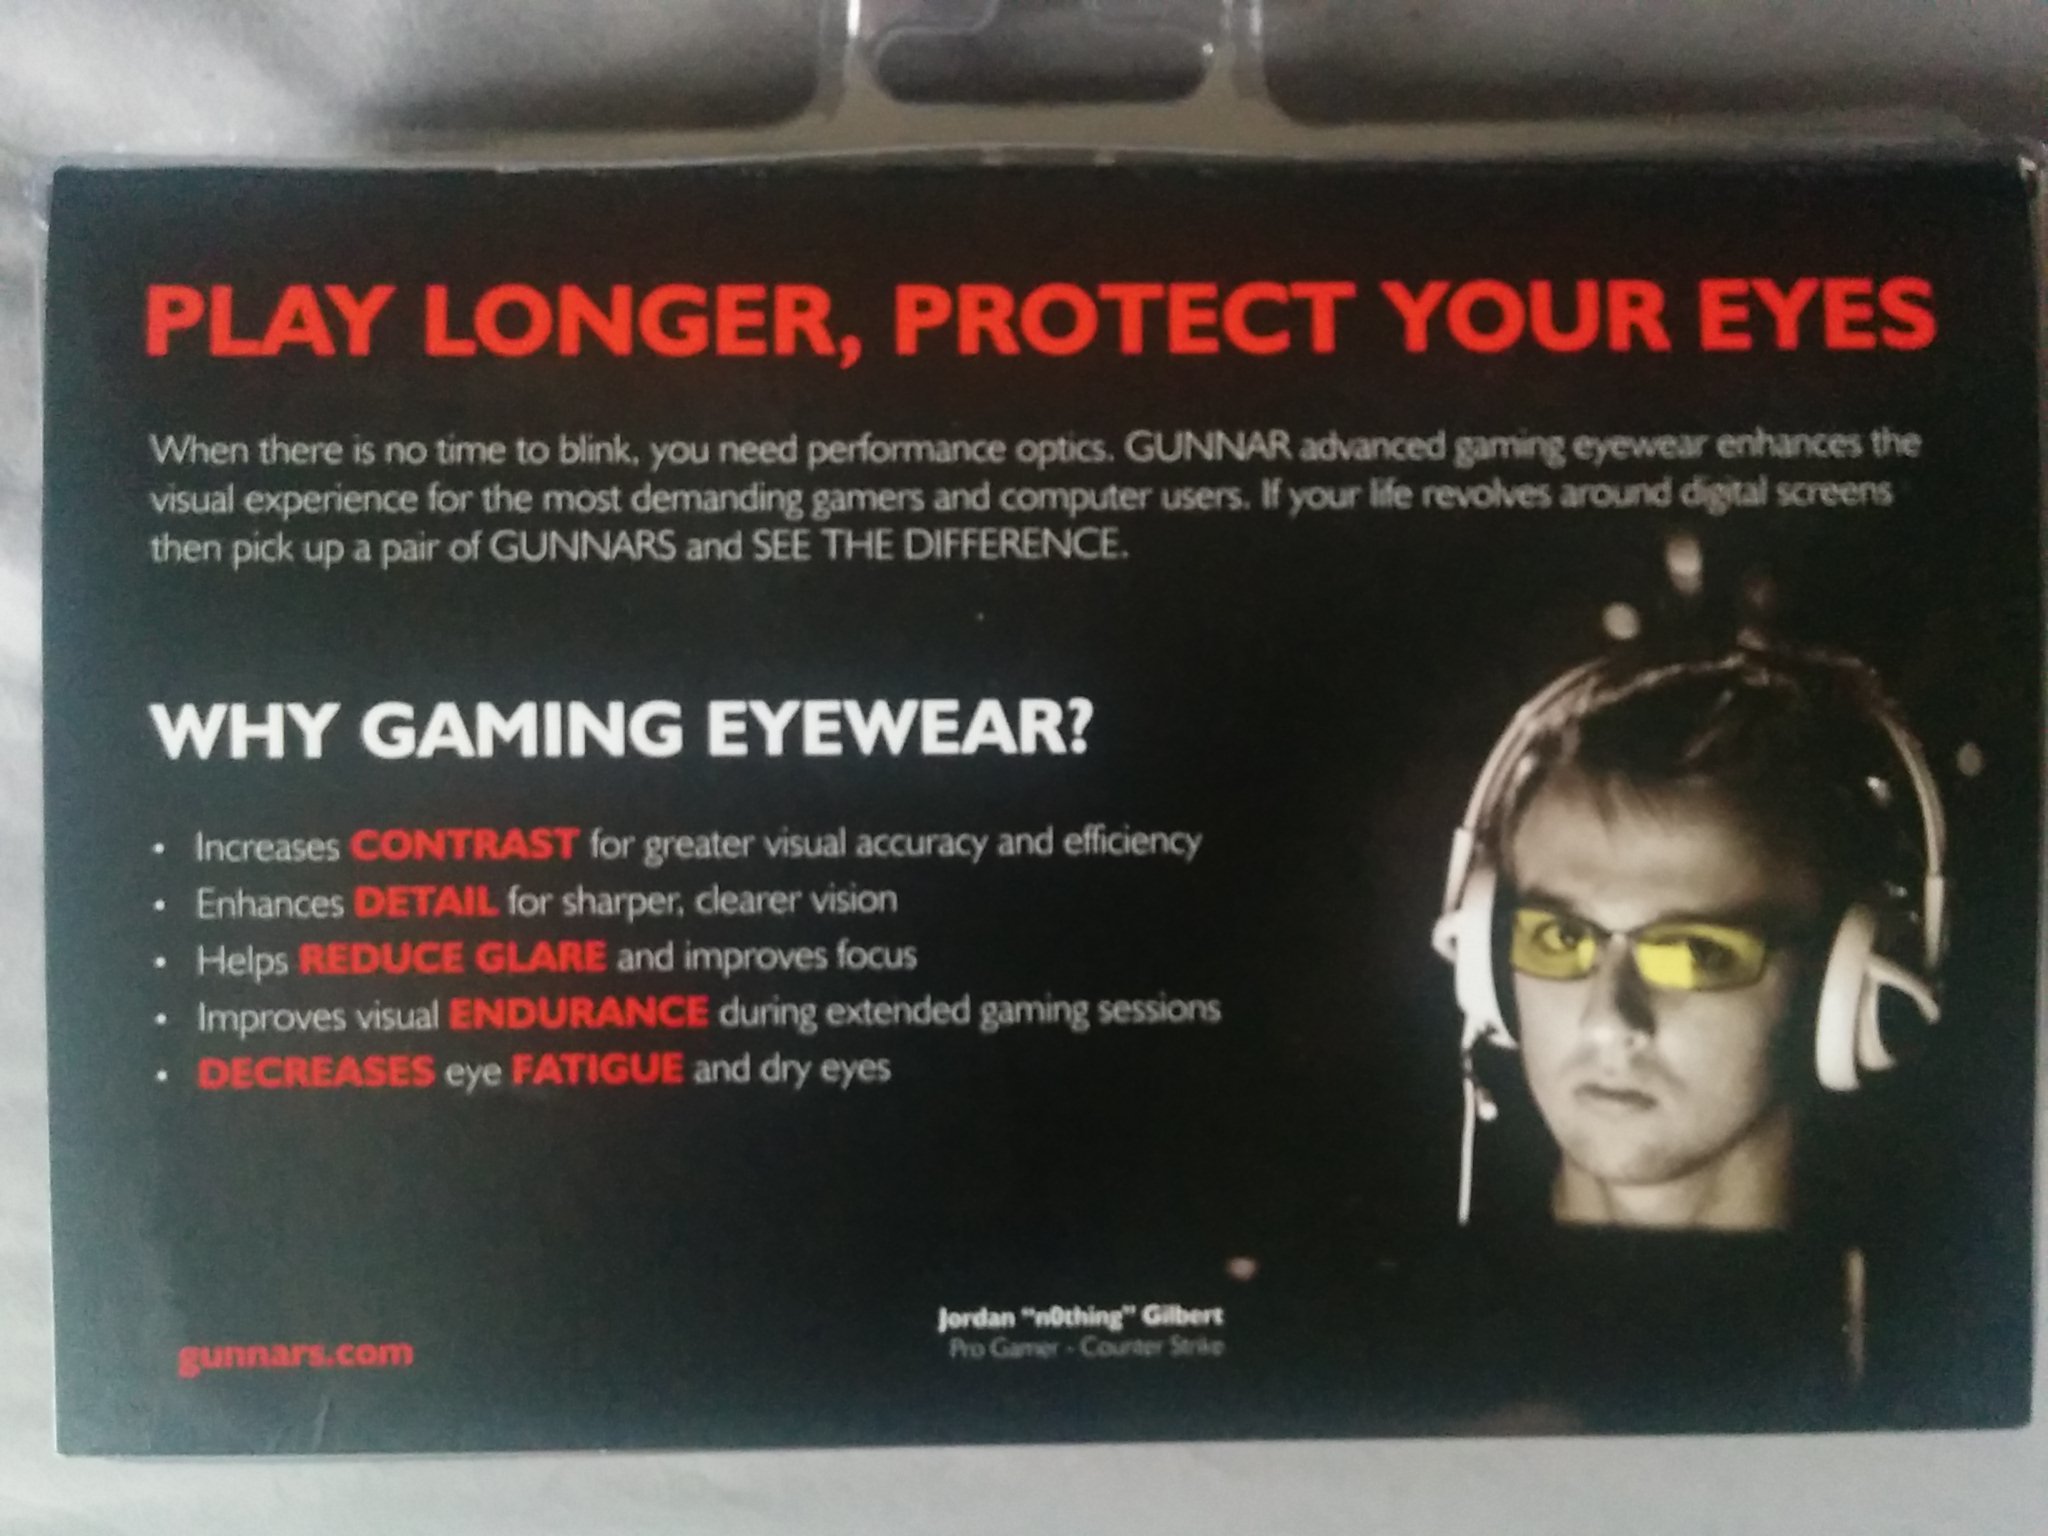 PLAY LONGER, PROTECT YOUR EYES
When there is no time to blink, you need performance optics. GUNNAR advanced gaming eyewear enhances the
visual experience for the most demanding gamers and computer users. If your life revolves around digital screens
then pick up a pair of GUNNARS and SEE THE DIFFERENCE.
WHY GAMING EYEWEAR?
• Increases CONTRAST for greater visual accuracy and efficiency
• Enhances DETAIL for sharper, clearer vision
• Helps REDUCE GLARE and improves focus
• Improves visual ENDURANCE during extended gaming sessions
• DECREASES eye FATIGUE and dry eyes
Jordan "n0thing" Gilbert
Pro Gamer - Counter Strike
gunnars.com